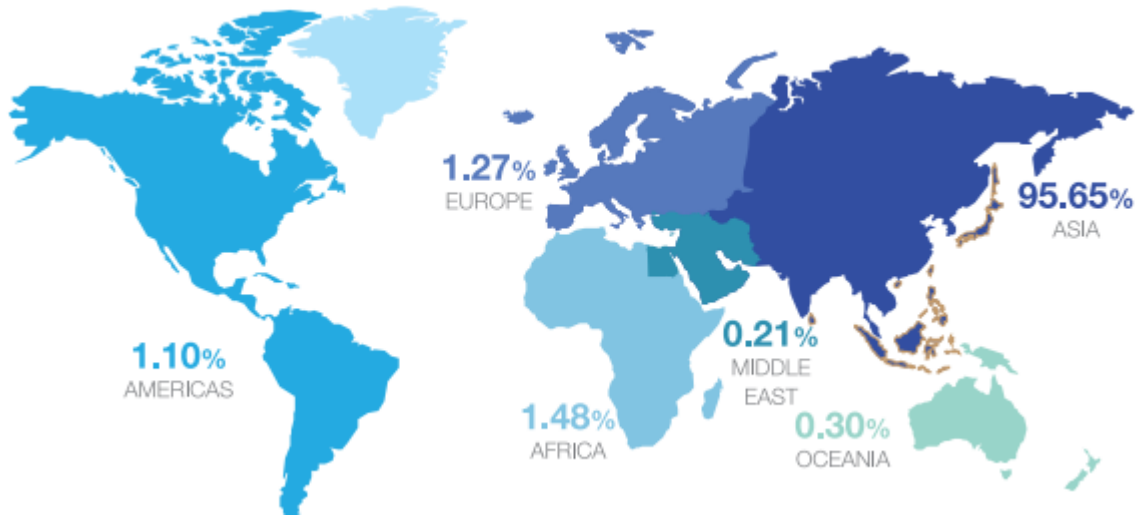 1.27%
EUROPE
95.65%
ASIA
1.10%
AMERICAS
0.21%
MIDDLE
EAST
1.48%
AFRICA
0.30%
OCEANIA